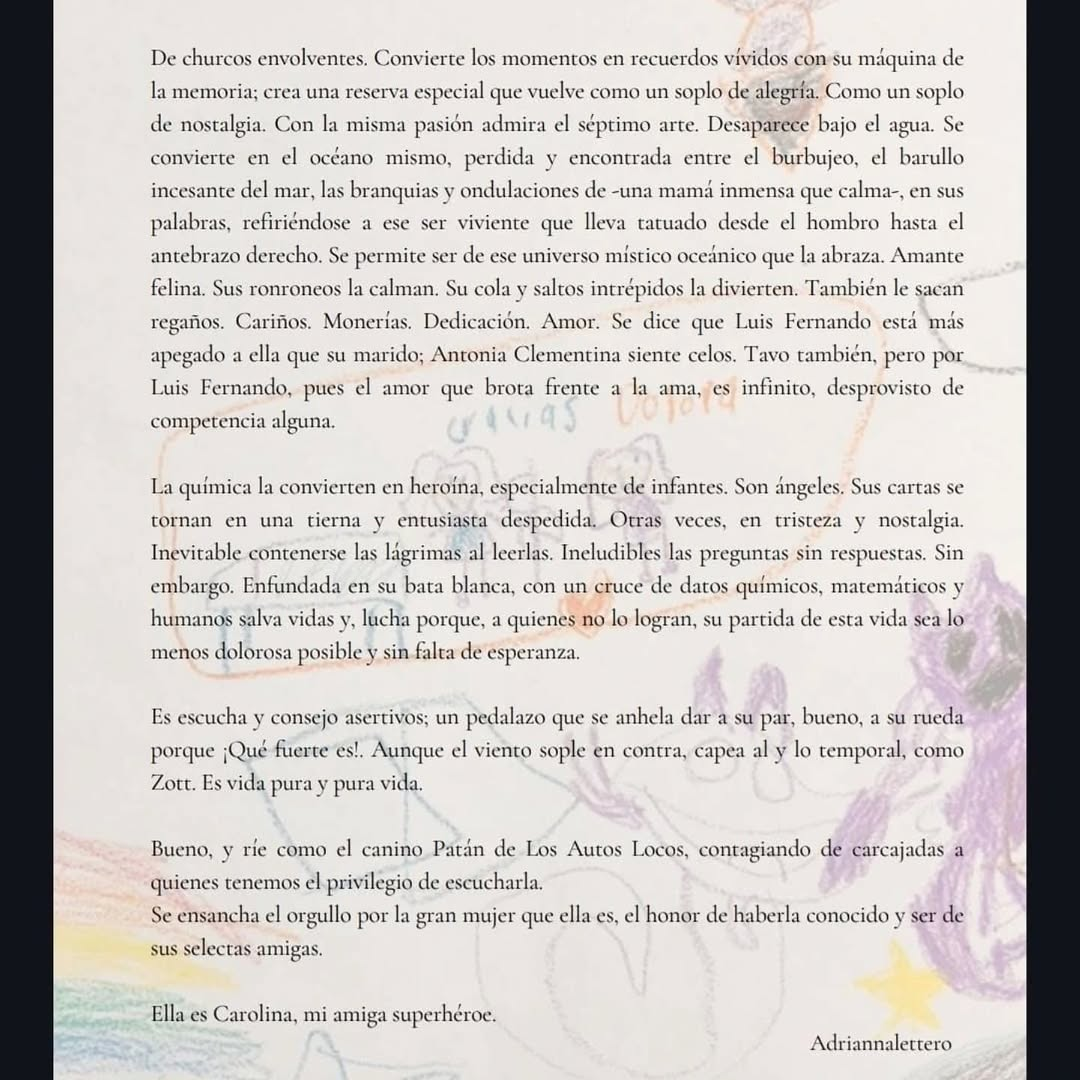 De churcos envolventes. Convierte los momentos en recuerdos vívidos con su máquina de
la memoria; crea una reserva especial que vuelve como un soplo de alegría. Como un soplo
de nostalgia. Con la misma pasión admira el séptimo arte. Desaparece bajo el agua. Se
convierte en el océano mismo, perdida y encontrada entre el burbujeo, el barullo
incesante del mar, las branquias y ondulaciones de -una mamá inmensa que calma-, en sus
palabras, refiriéndose a ese ser viviente que lleva tatuado desde el hombro hasta el
antebrazo derecho. Se permite ser de ese universo místico oceánico que la abraza. Amante
felina. Sus ronroneos la calman. Su cola y saltos intrépidos la divierten. También le sacan
regaños. Cariños. Monerías. Dedicación. Amor. Se dice que Luis Fernando está más
apegado a ella que su marido; Antonia Clementina siente celos. Tavo también, pero por
Luis Fernando, pues el amor que brota frente a la ama, es infinito, desprovisto de
competencia alguna.
La química la convierten en heroína, especialmente de infantes. Son ángeles. Sus cartas se
tornan en una tierna y entusiasta despedida. Otras veces, en tristeza y nostalgia.
Inevitable contenerse las lágrimas al leerlas. Ineludibles las preguntas sin respuestas. Sin
embargo. Enfundada en su bata blanca, con un cruce de datos químicos, matemáticos y
humanos salva vidas y, lucha porque, a quienes no lo logran, su partida de esta vida sea lo
menos dolorosa posible y sin falta de esperanza.
Es escucha y consejo asertivos; un pedalazo que se anhela dar a su par, bueno, a su rueda
porque ¡Qué fuerte es!. Aunque el viento sople en contra, capea al y lo temporal, como
Zott. Es vida pura y pura vida.
Bueno, y ríe como el canino Patán de Los Autos Locos, contagiando de carcajadas a
quienes tenemos el privilegio de escucharla.
Se ensancha el orgullo por la gran mujer que ella es, el honor de haberla conocido y ser de
sus selectas amigas.
Ella es Carolina, mi amiga superhéroe.
Adriannalettero